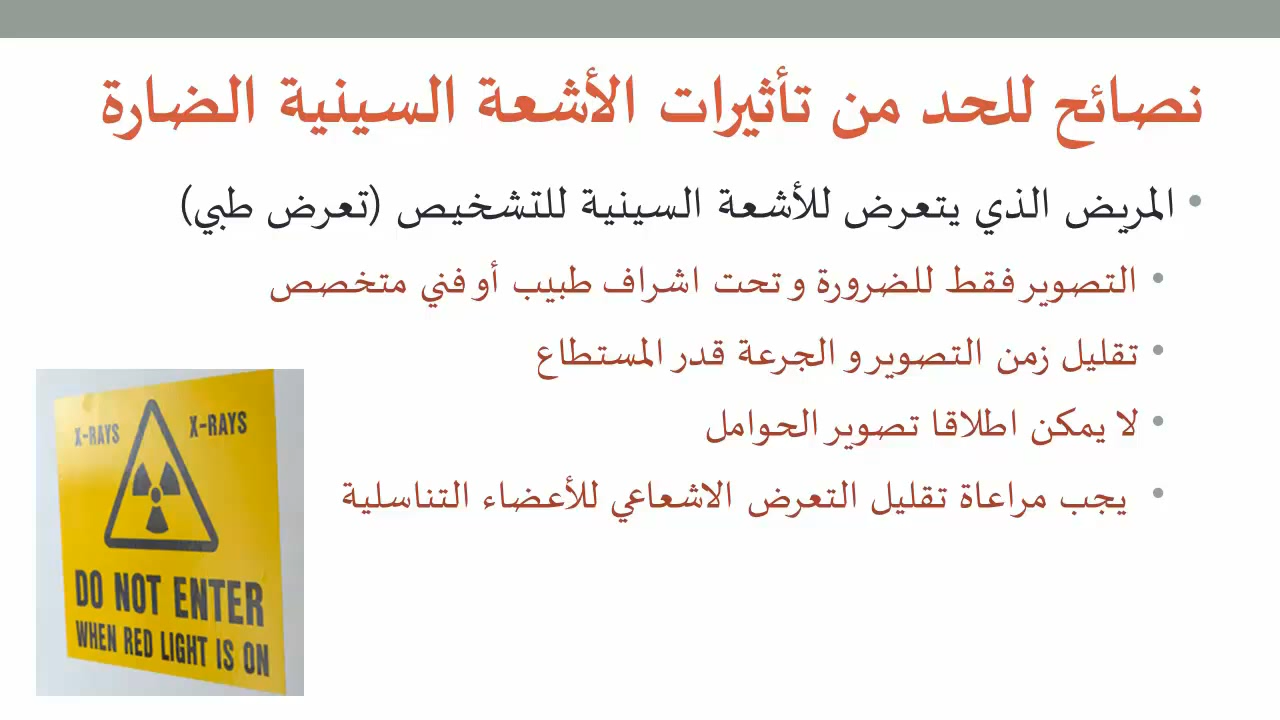 نصائح للحد من تأثيرات الأشعة السينية الضارة
• المريض الذي يتعرض للأشعة السينية للتشخيص (تعرض طبي)
• التصوير فقط للضرورة و تحت اشراف طبيب أو فني متخصص
• تقليل زمن التصوير و الجرعة قدر المستطاع
• لا يمكن اطلاقا تصوير الحوامل
• يجب مراعاة تقليل التعرض الاشعاعي للأعضاء التناسلية
X-RAYS X-RAYS
DO NOT ENTER
WHEN RED LIGHT IS ON